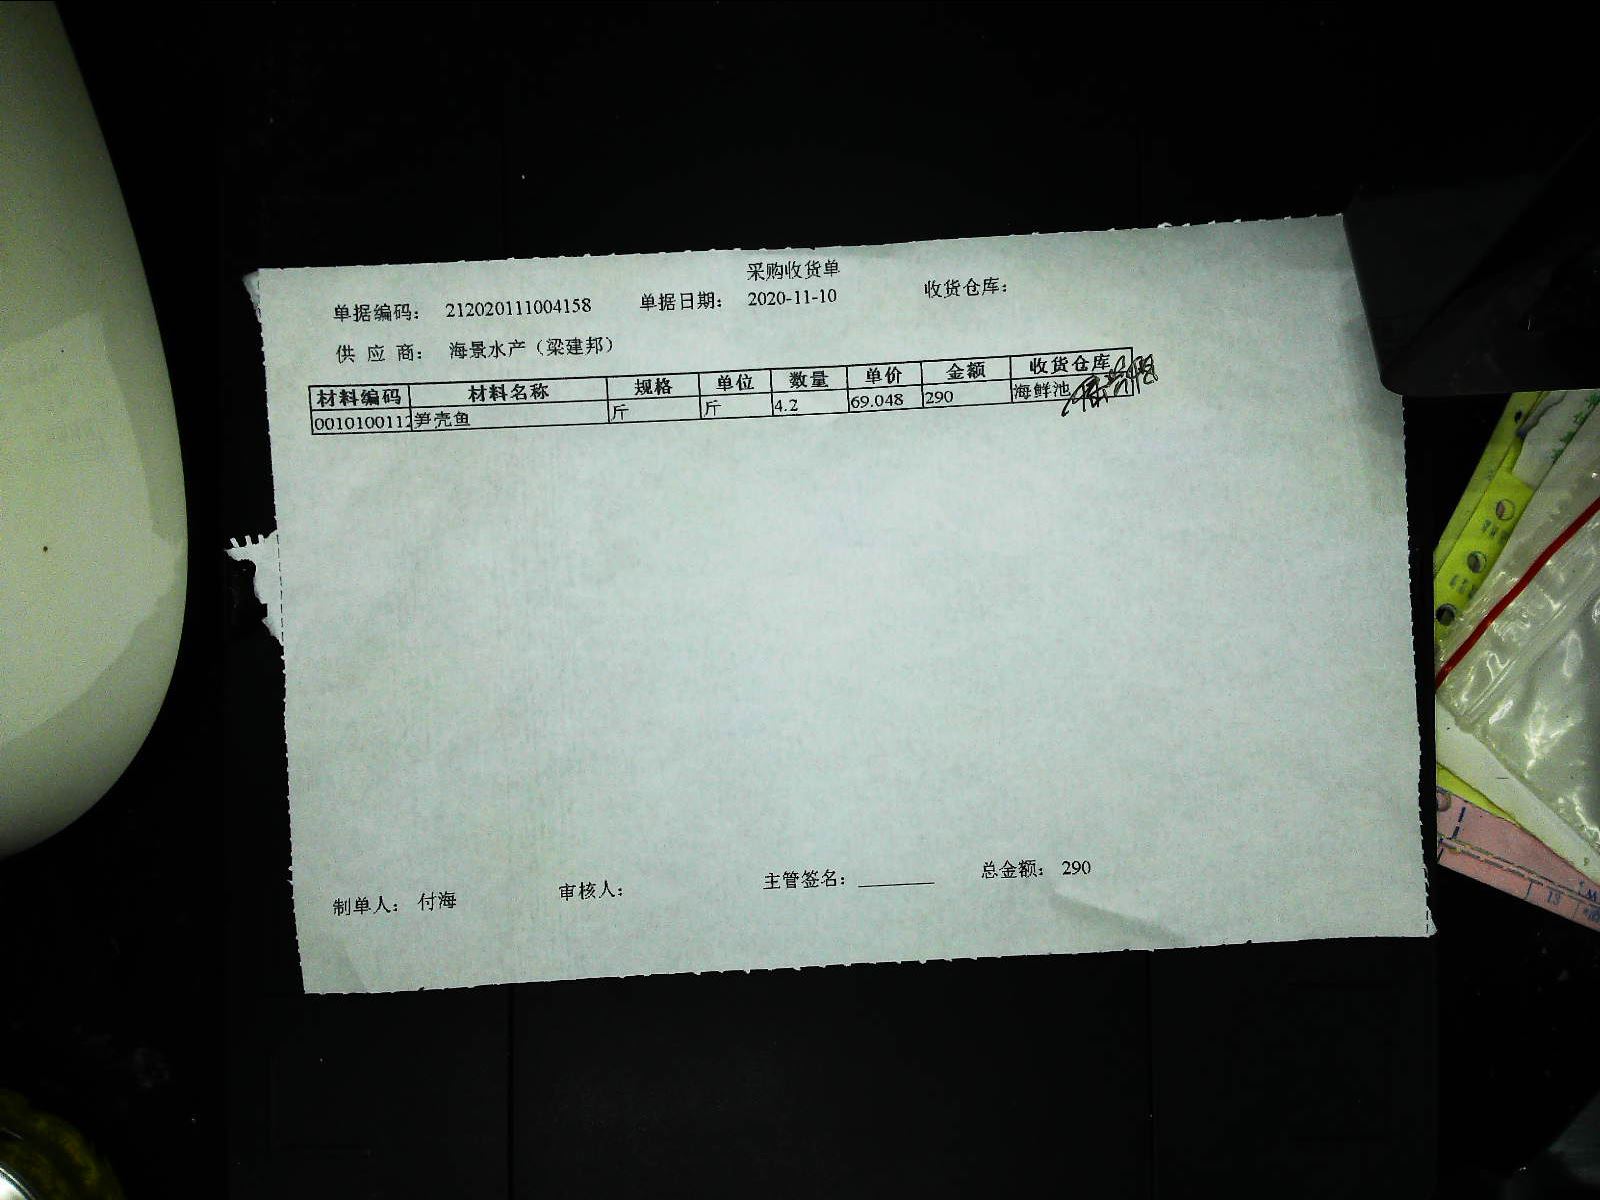 采购收货单
单据编码： 212020111004158 单据日期： 2020-11-10 收货仓库：
供 应 商： 海景水产（梁建邦）
材料编码 材料名称 规格 单位 数量 单价 金额 收货仓库
0010100112 笋壳鱼 斤 斤 4.2 69.048 290 海鲜池
制单人： 付海 审核人： 主管签名： ________ 总金额： 290